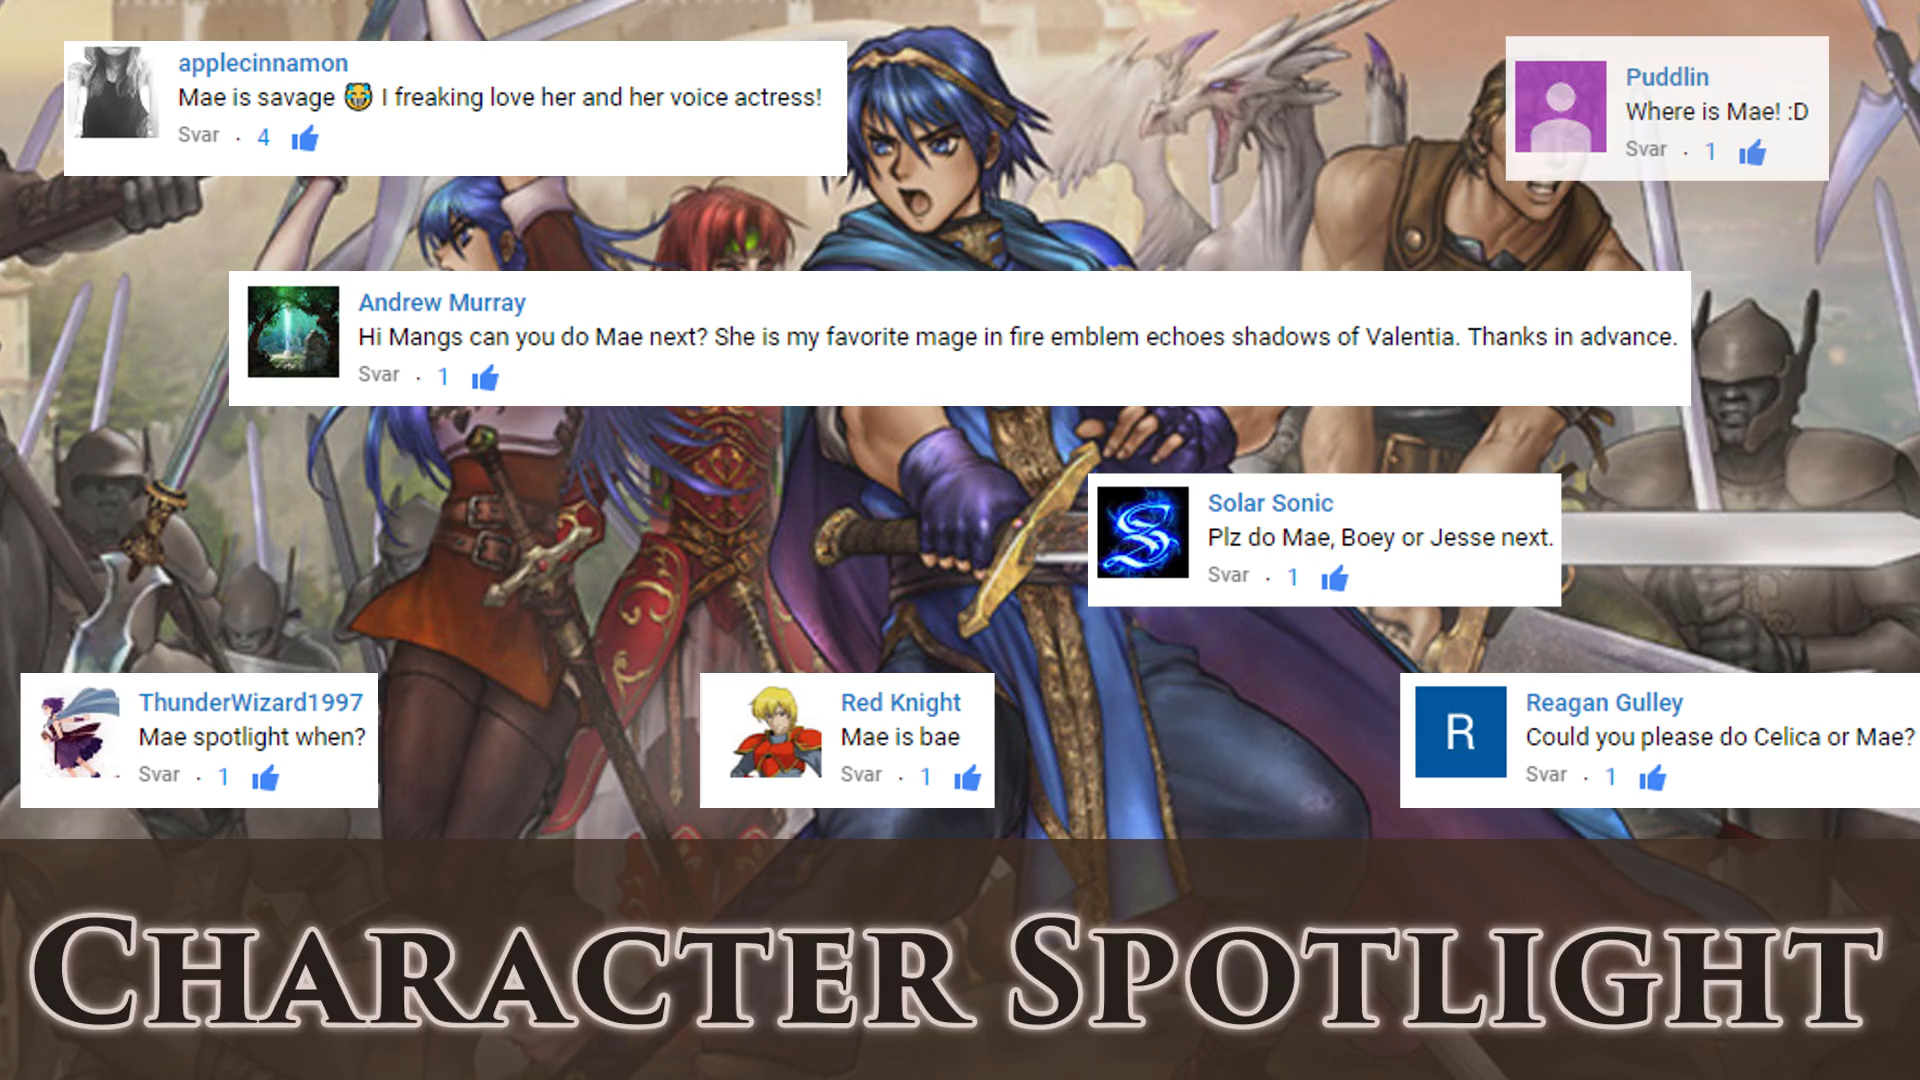 applecinnamon
Mae is savage 😹 I freaking love her and her voice actress!
Svar · 4
Puddlin
Where is Mae! :D
Svar · 1
Andrew Murray
Hi Mangs can you do Mae next? She is my favorite mage in fire emblem echoes shadows of Valentia. Thanks in advance.
Svar · 1
Solar Sonic
Plz do Mae, Boey or Jesse next.
Svar · 1
ThunderWizard1997
Mae spotlight when?
Svar · 1
Red Knight
Mae is bae
Svar · 1
R
Reagan Gulley
Could you please do Celica or Mae?
Svar · 1
Character Spotlight